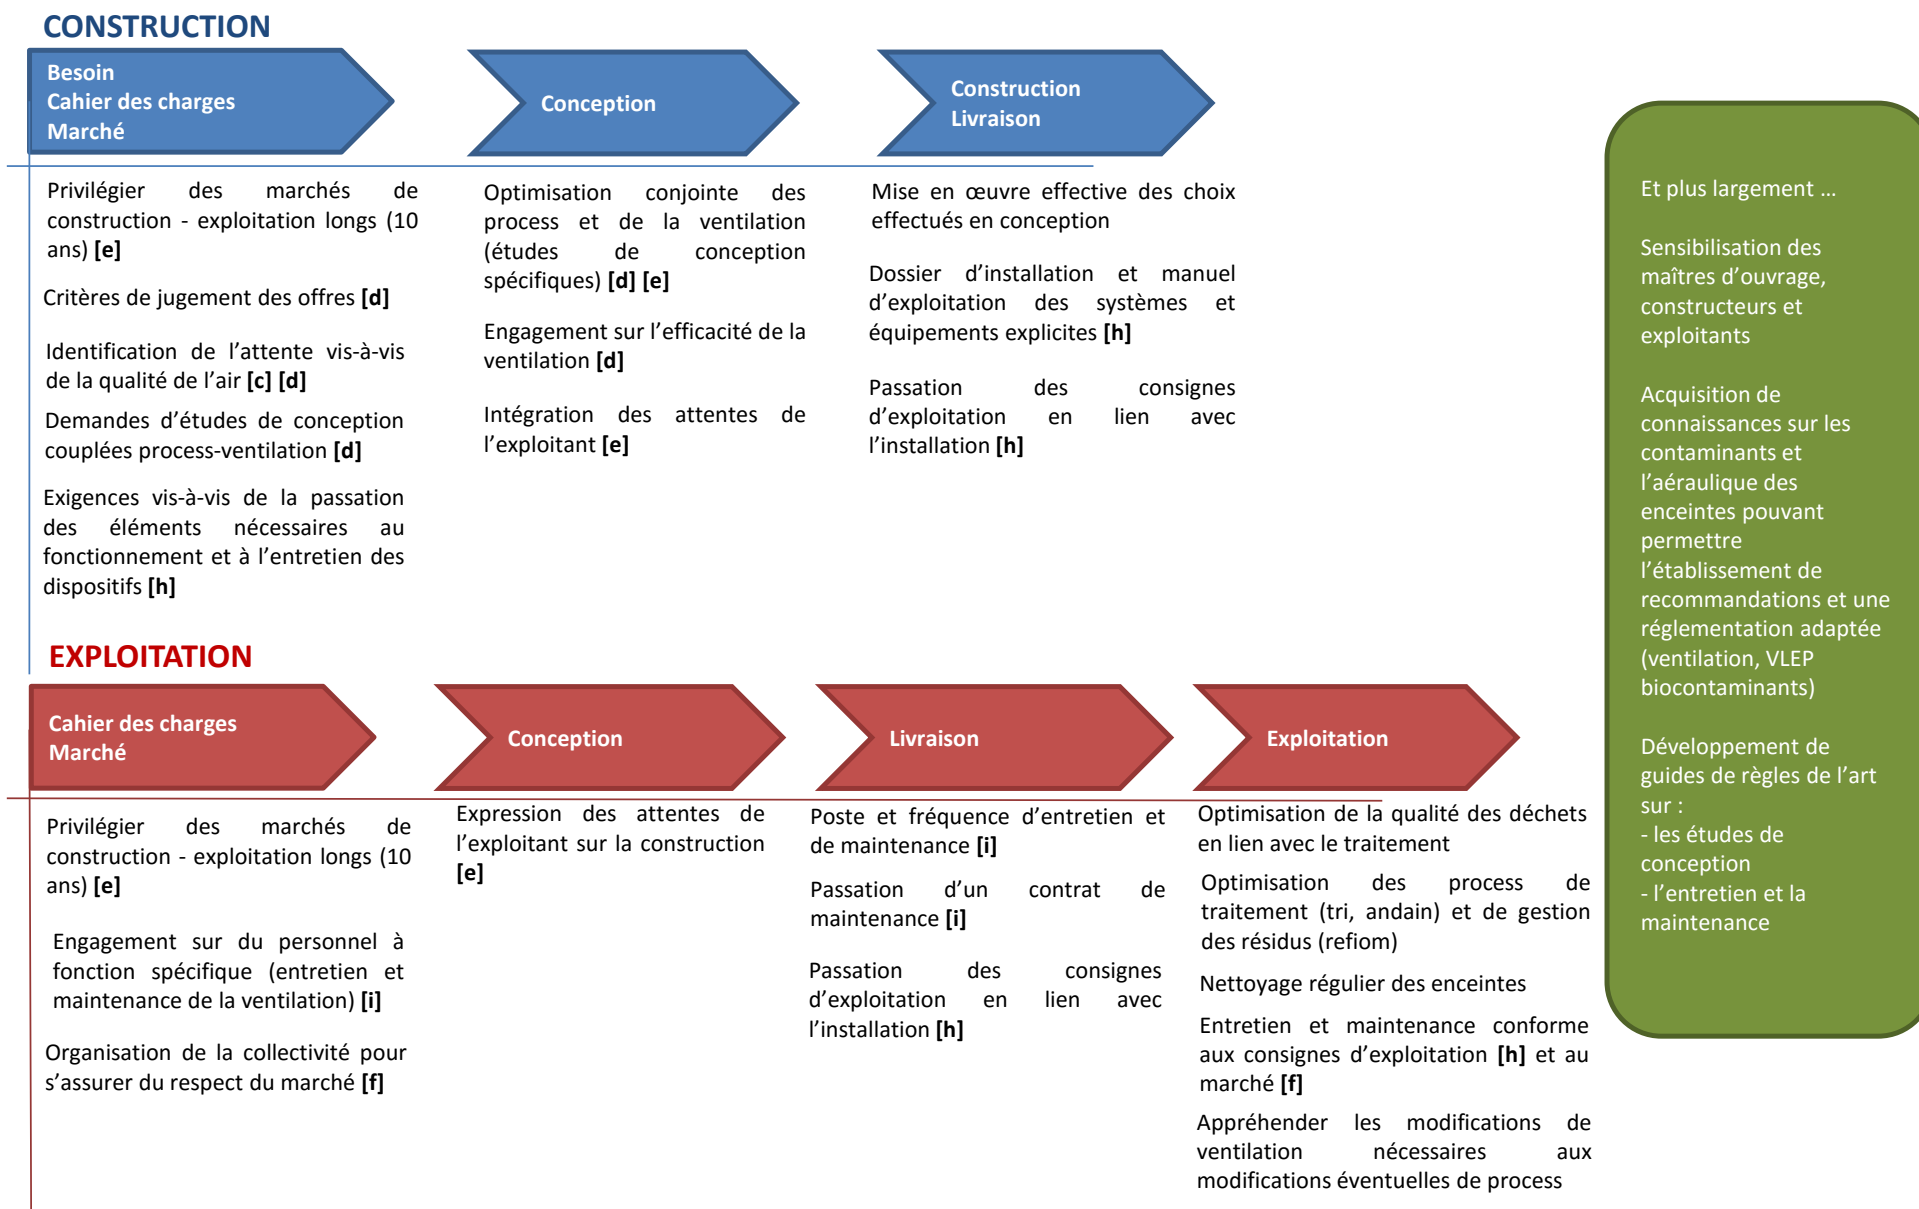 CONSTRUCTION
Besoin
Cahier des charges
Marché
Conception
Construction
Livraison
Privilégier des marchés de
construction - exploitation longs (10
ans) [e]
Critères de jugement des offres [d]
Identification de l’attente vis-à-vis
de la qualité de l’air [c] [d]
Demandes d’études de conception
couplées process-ventilation [d]
Exigences vis-à-vis de la passation
des éléments nécessaires au
fonctionnement et à l’entretien des
dispositifs [h]
Optimisation conjointe des
process et de la ventilation
(études de conception
spécifiques) [d] [e]
Engagement sur l’efficacité de la
ventilation [d]
Intégration des attentes de
l’exploitant [e]
Mise en œuvre effective des choix
effectués en conception
Dossier d’installation et manuel
d’exploitation des systèmes et
équipements explicites [h]
Passation des consignes
d’exploitation en lien avec
l’installation [h]
EXPLOITATION
Cahier des charges
Marché
Conception
Livraison
Exploitation
Privilégier des marchés de
construction - exploitation longs (10
ans) [e]
Engagement sur du personnel à
fonction spécifique (entretien et
maintenance de la ventilation) [i]
Organisation de la collectivité pour
s’assurer du respect du marché [f]
Expression des attentes de
l’exploitant sur la construction
[e]
Poste et fréquence d’entretien et
de maintenance [i]
Passation d’un contrat de
maintenance [i]
Passation des consignes
d’exploitation en lien avec
l’installation [h]
Optimisation de la qualité des déchets
en lien avec le traitement
Optimisation des process de
traitement (tri, andain) et de gestion
des résidus (refiom)
Nettoyage régulier des enceintes
Entretien et maintenance conforme
aux consignes d’exploitation [h] et au
marché [f]
Appréhender les modifications de
ventilation nécessaires aux
modifications éventuelles de process
Et plus largement …
Sensibilisation des
maîtres d’ouvrage,
constructeurs et
exploitants
Acquisition de
connaissances sur les
contaminants et
l’aéraulique des
enceintes pouvant
permettre
l’établissement de
recommandations et une
réglementation adaptée
(ventilation, VLEP
biocontaminants)
Développement de
guides de règles de l’art
sur :
- les études de
conception
- l’entretien et la
maintenance